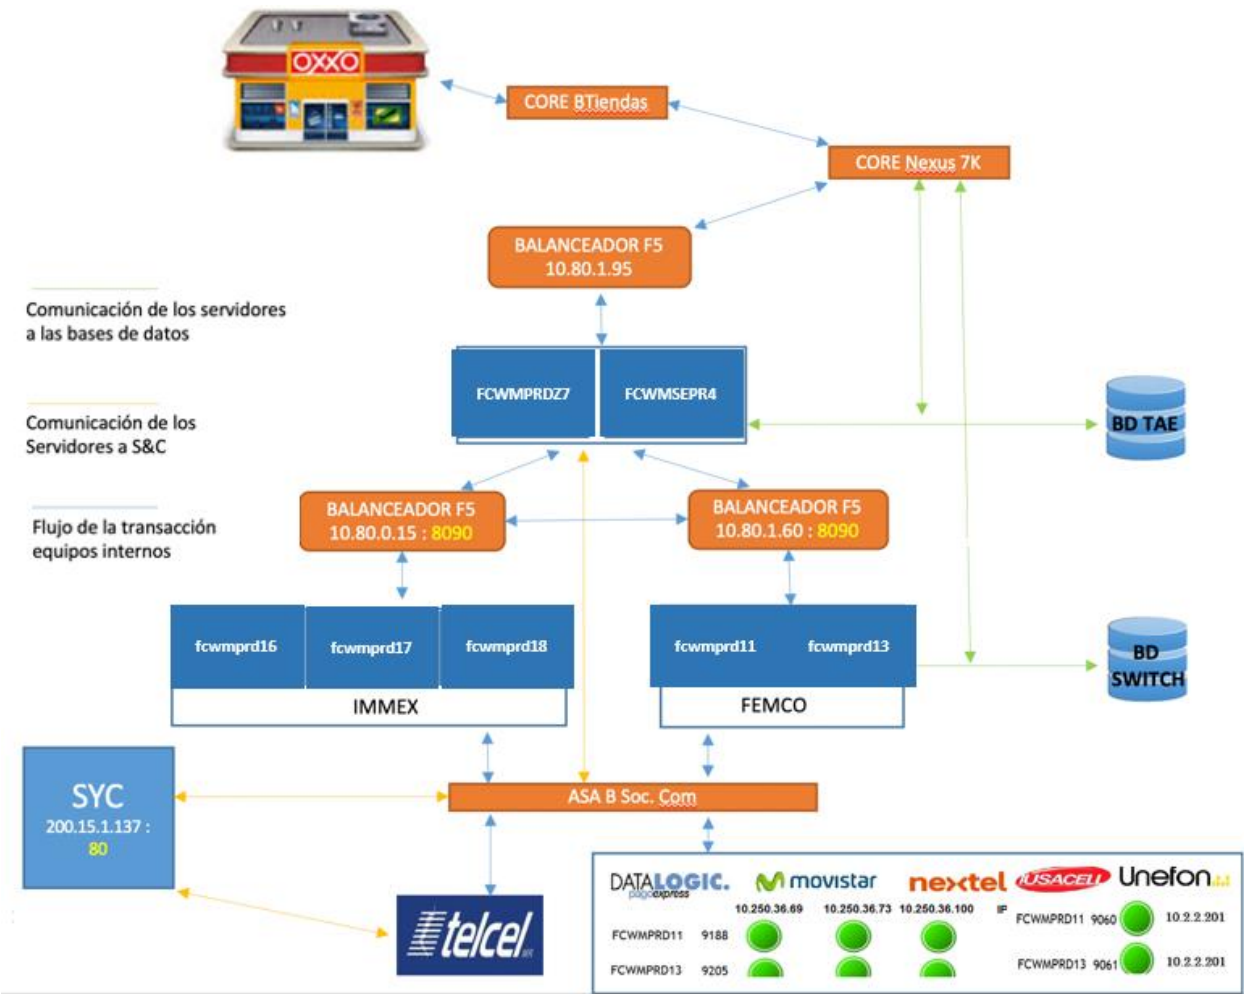 OXXO
CORE BTiendas
CORE Nexus 7K
BALANCEADOR F5
10.80.1.95
Comunicación de los servidores
a las bases de datos
FCWMPRDZ7
FCWMSEPR4
BD TAE
Comunicación de los
Servidores a S&C
BALANCEADOR F5
10.80.0.15 : 8090
BALANCEADOR F5
10.80.1.60 : 8090
Flujo de la transacción
equipos internos
fcwmprd16
fcwmprd17
fcwmprd18
IMMEX
fcwmprd11
fcwmprd13
FEMCO
BD
SWITCH
SYC
200.15.1.137 :
80
ASA B Soc. Com
telcel
DATALOGIC.
pagoexpress
movistar
nextel
IUSACELL
Unefon
10.250.36.69
10.250.36.73
10.250.36.100
IP
FCWMPRD11 9188
FCWMPRD13 9205
FCWMPRD11 9060
10.2.2.201
FCWMPRD13 9061
10.2.2.201